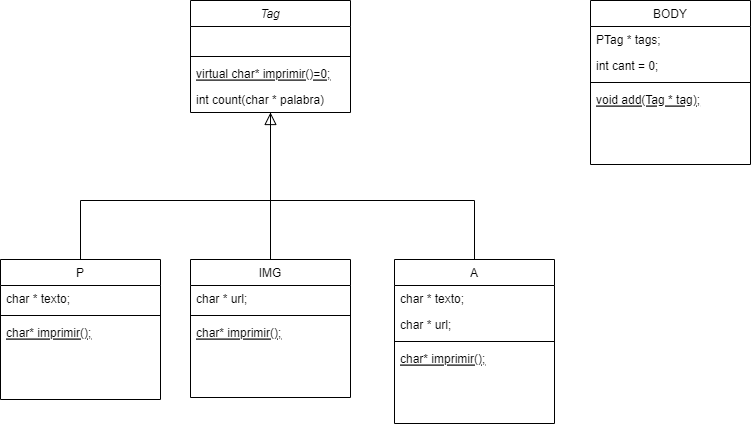 Tag
virtual char* imprimir()=0;
int count(char * palabra)
BODY
PTag * tags;
int cant = 0;
void add(Tag * tag);
P
char * texto;
char* imprimir();
IMG
char * url;
char* imprimir();
A
char * texto;
char * url;
char* imprimir();